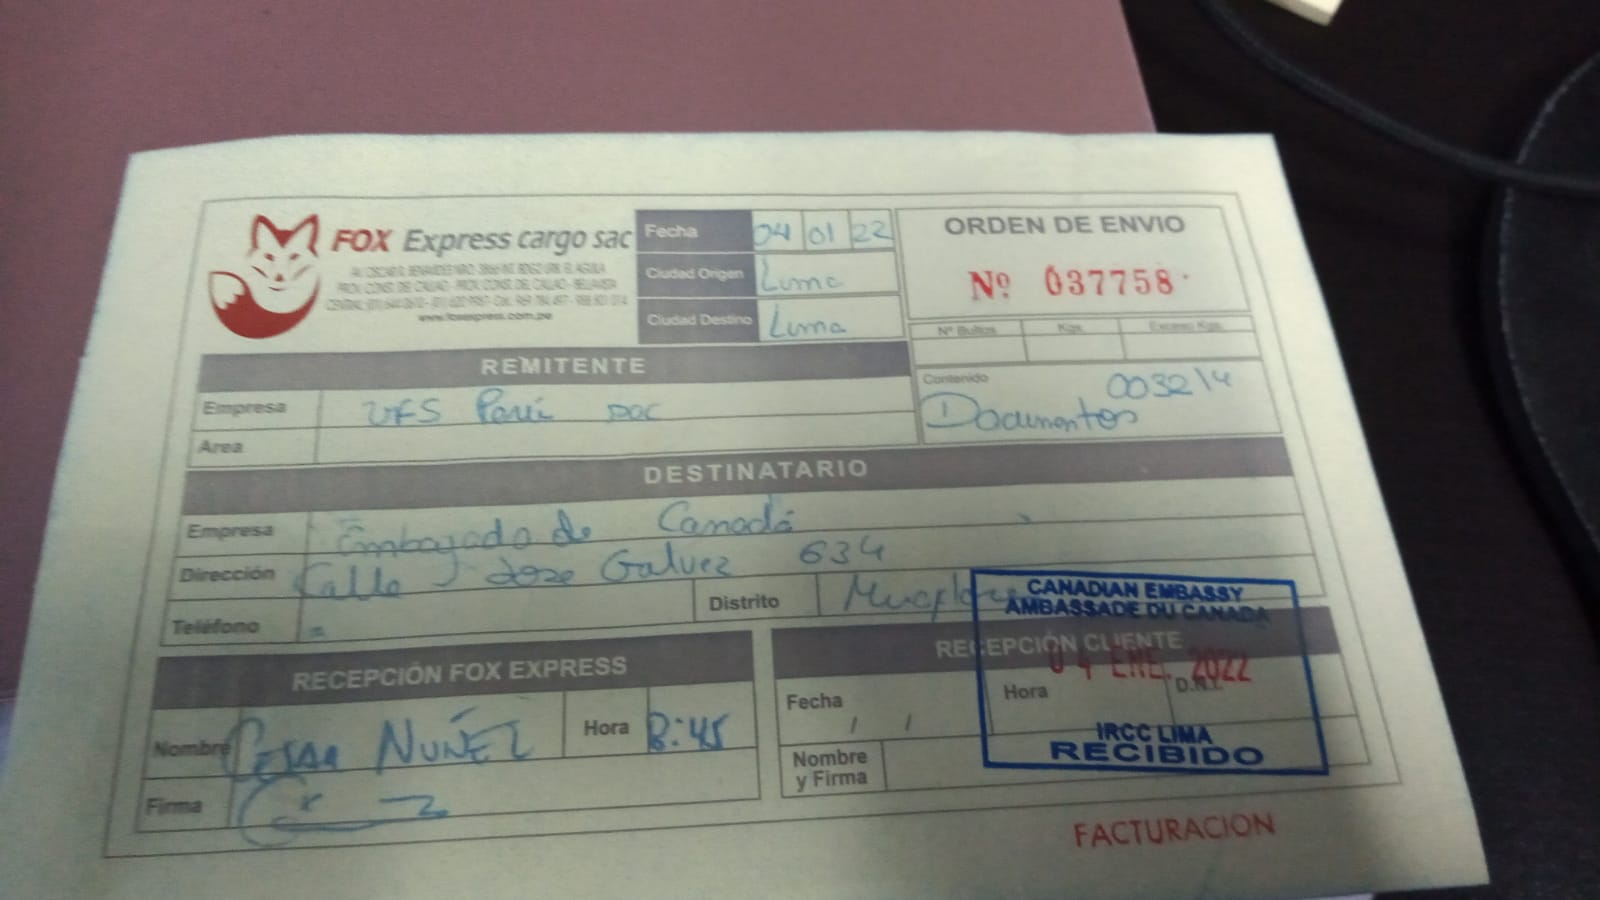 FOX Express cargo sac
www.foxexpress.com.pe
Fecha 04 01 22
Ciudad Origen Lima
Ciudad Destino Lima
ORDEN DE ENVIO
Nº 037758
Nº Bultos Kgs. Exceso Kgs.
Contenido 003214
Documentos
REMITENTE
Empresa VFS Perú
Area
DESTINATARIO
Empresa Embajada de Canadá
Dirección Calle Jose Galvez 634
Teléfono
Distrito Miraflores
RECEPCIÓN FOX EXPRESS
Nombre Cesar Nuñez
Hora 8:45
Firma
RECEPCIÓN CLIENTE
Fecha / /
Hora
D.N.I.
Nombre
y Firma
CANADIAN EMBASSY
AMBASSADE DU CANADA
04 ENE. 2022
IRCC LIMA
RECIBIDO
FACTURACION